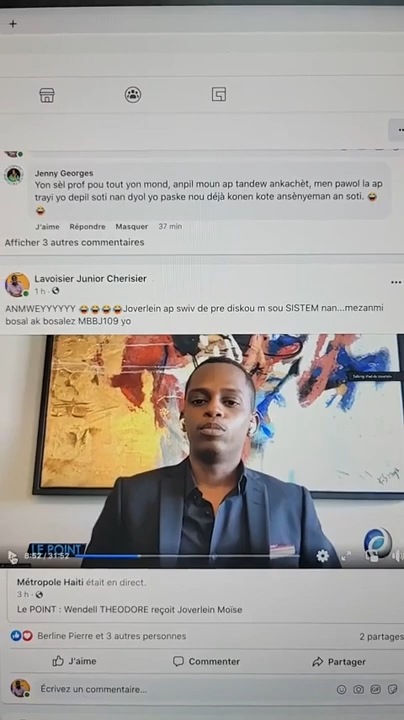 Jenny Georges
Yon sèl prof pou tout yon mond, anpil moun ap tandew ankachèt, men pawol la ap
trayi yo depil soti nan dyol yo paske nou déjà konen kote ansènyeman an soti. 😂
😂
J'aime Répondre Masquer 37 min
Afficher 3 autres commentaires
Lavoisier Junior Cherisier
1 h
ANMWEYYYYYY 😂😂😂😂Joverlein ap swiv de pre diskou m sou SISTEM nan...mezanmi
bosal ak bosalez MBBJ109 yo
LE POINT
8:52 / 31:52
Métropole Haiti était en direct.
3 h
Le POINT : Wendell THEODORE reçoit Joverlein Moïse
Berline Pierre et 3 autres personnes
2 partages
J'aime Commenter Partager
Écrivez un commentaire...